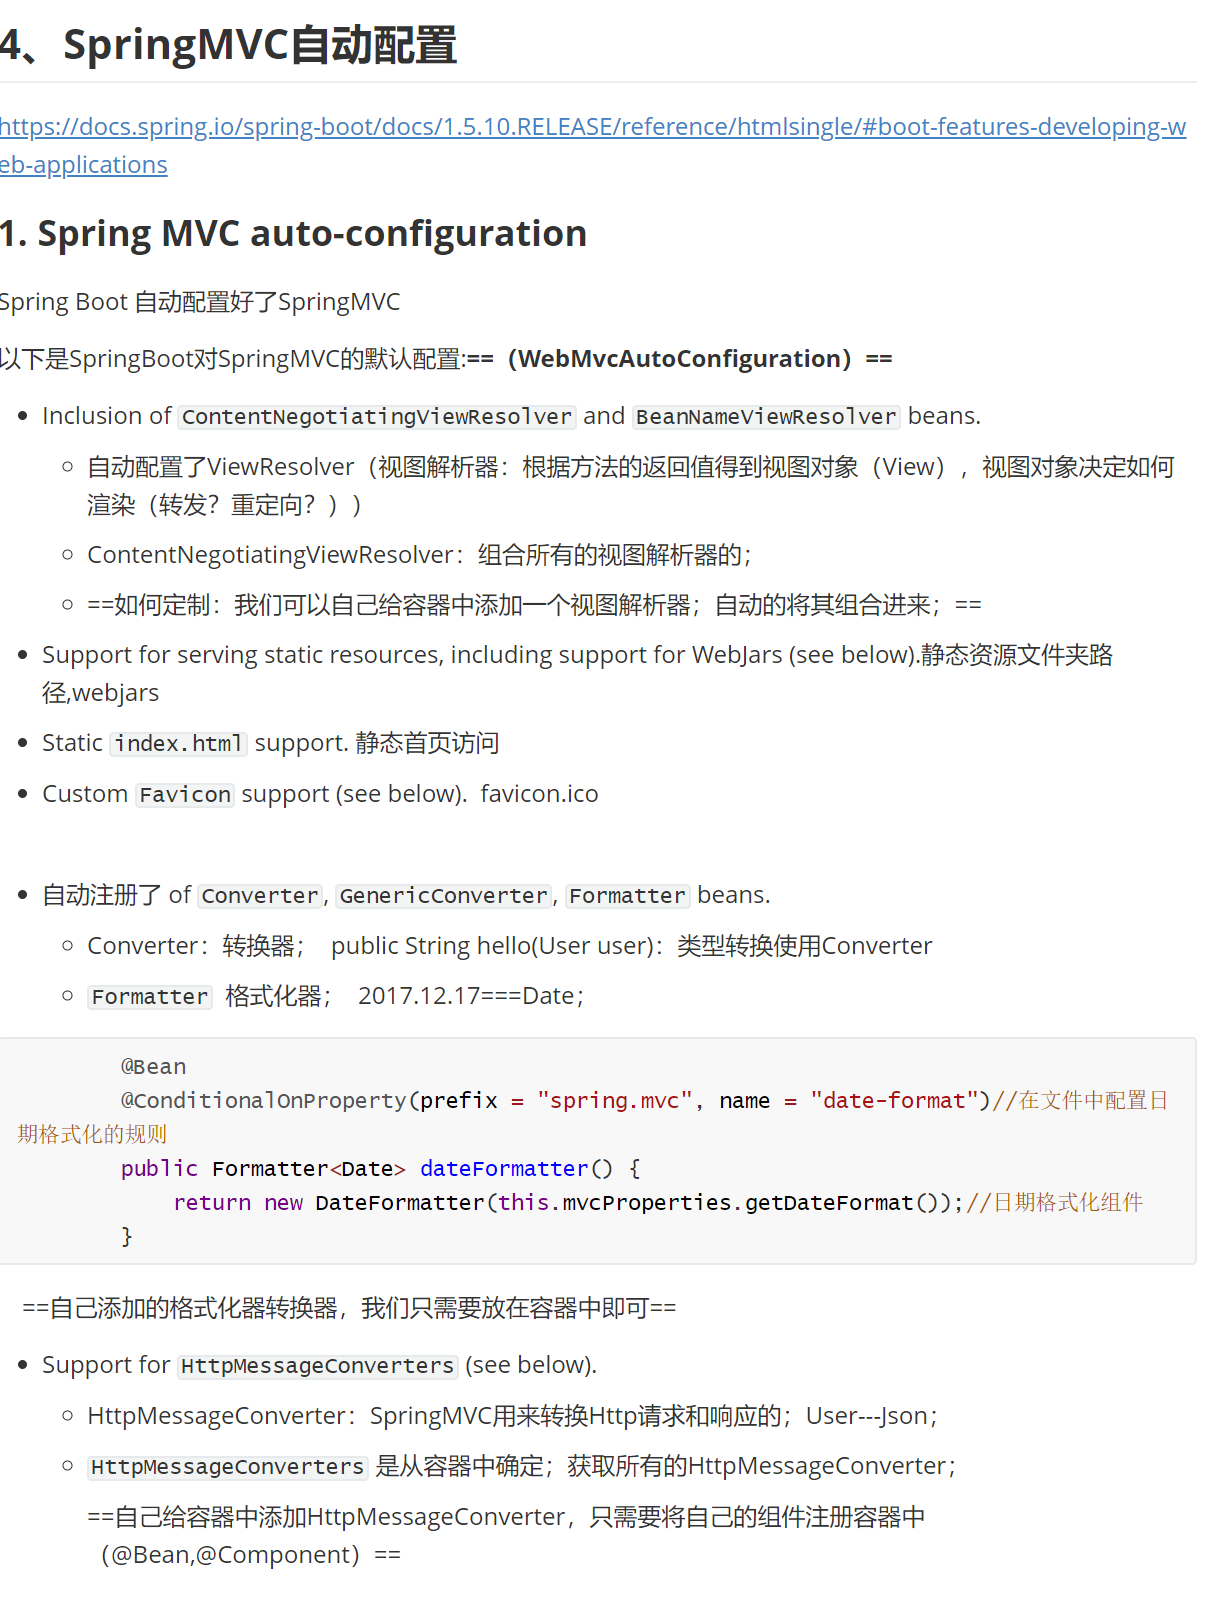 4、SpringMVC自动配置
https://docs.spring.io/spring-boot/docs/1.5.10.RELEASE/reference/htmlsingle/#boot-features-developing-w
eb-applications
1. Spring MVC auto-configuration
Spring Boot 自动配置好了SpringMVC
以下是SpringBoot对SpringMVC的默认配置:==（WebMvcAutoConfiguration）==
Inclusion of ContentNegotiatingViewResolver and BeanNameViewResolver beans.
自动配置了ViewResolver（视图解析器：根据方法的返回值得到视图对象（View），视图对象决定如何
渲染（转发？重定向？））
ContentNegotiatingViewResolver：组合所有的视图解析器的；
==如何定制：我们可以自己给容器中添加一个视图解析器；自动的将其组合进来；==
Support for serving static resources, including support for WebJars (see below).静态资源文件夹路
径,webjars
Static index.html support. 静态首页访问
Custom Favicon support (see below).  favicon.ico
自动注册了 of Converter, GenericConverter, Formatter beans.
Converter：转换器；  public String hello(User user)：类型转换使用Converter
Formatter  格式化器；  2017.12.17===Date；
@Bean
@ConditionalOnProperty(prefix = "spring.mvc", name = "date-format")//在文件中配置日
期格式化的规则
public Formatter<Date> dateFormatter() {
return new DateFormatter(this.mvcProperties.getDateFormat());//日期格式化组件
}
==自己添加的格式化器转换器，我们只需要放在容器中即可==
Support for HttpMessageConverters (see below).
HttpMessageConverter：SpringMVC用来转换Http请求和响应的；User---Json；
HttpMessageConverters 是从容器中确定；获取所有的HttpMessageConverter；
==自己给容器中添加HttpMessageConverter，只需要将自己的组件注册容器中
（@Bean,@Component）==